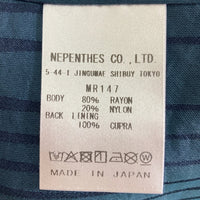 NEPENTHES CO., LTD.
5-44-1 JINGUMAE SHIBUY TOKYO
MR147
BODY 80% RAYON
20% NYLON
BACK LINING
100% CUPRA
MADE IN JAPAN